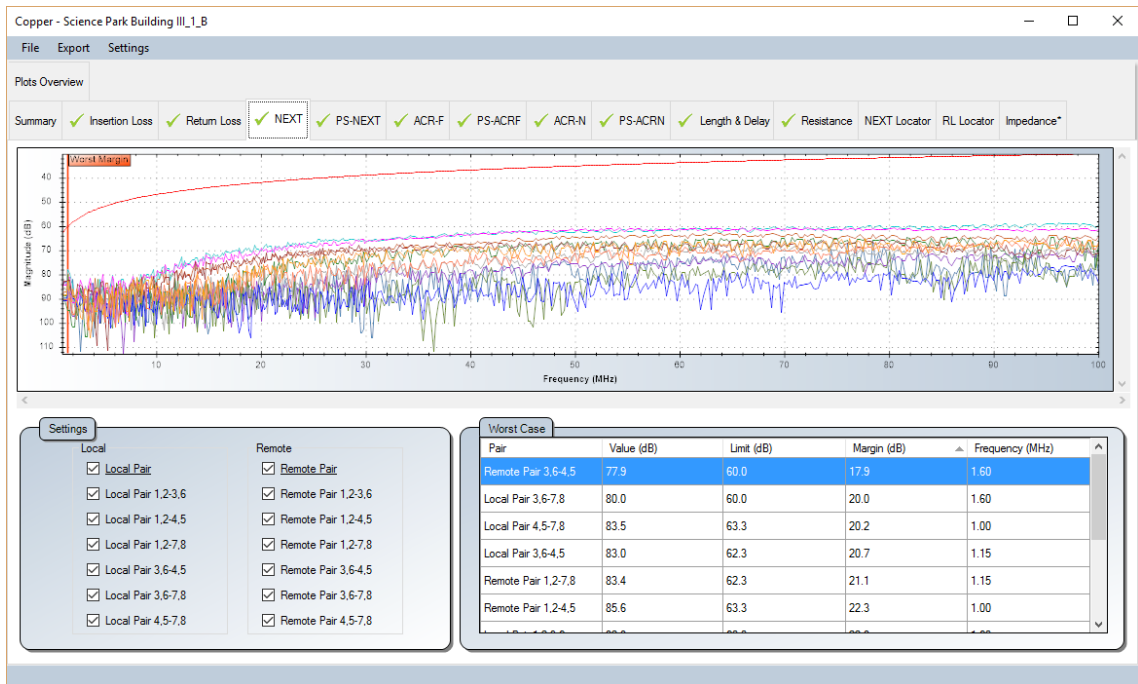 Copper - Science Park Building III_1_B
File Export Settings
Plots Overview
Summary Insertion Loss Return Loss NEXT PS-NEXT ACR-F PS-ACRF ACR-N PS-ACRN Length & Delay Resistance NEXT Locator RL Locator Impedance*
Worst Margin
40
50
60
70
80
90
100
110
Magnitude (dB)
10 20 30 40 50 60 70 80 90 100
Frequency (MHz)
Settings
Local Remote
Local Pair Remote Pair
Local Pair 1,2-3,6 Remote Pair 1,2-3,6
Local Pair 1,2-4,5 Remote Pair 1,2-4,5
Local Pair 1,2-7,8 Remote Pair 1,2-7,8
Local Pair 3,6-4,5 Remote Pair 3,6-4,5
Local Pair 3,6-7,8 Remote Pair 3,6-7,8
Local Pair 4,5-7,8 Remote Pair 4,5-7,8
Worst Case
Pair Value (dB) Limit (dB) Margin (dB) Frequency (MHz)
Remote Pair 3,6-4,5 77.9 60.0 17.9 1.60
Local Pair 3,6-7,8 80.0 60.0 20.0 1.60
Local Pair 4,5-7,8 83.5 63.3 20.2 1.00
Local Pair 3,6-4,5 83.0 62.3 20.7 1.15
Remote Pair 1,2-7,8 83.4 62.3 21.1 1.15
Remote Pair 1,2-4,5 85.6 63.3 22.3 1.00